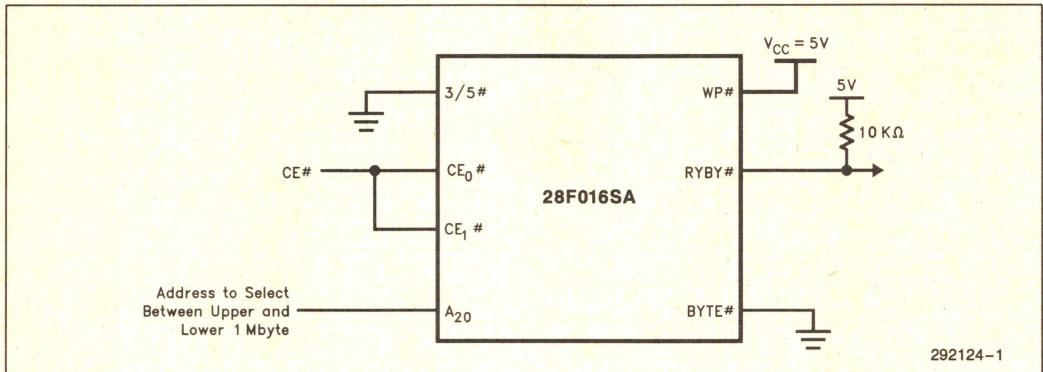 V_CC = 5V
3/5#
WP#
5V
10 KΩ
CE#
CE_0#
RYBY#
28F016SA
CE_1 #
Address to Select
Between Upper and
Lower 1 Mbyte
A_20
BYTE#
292124-1